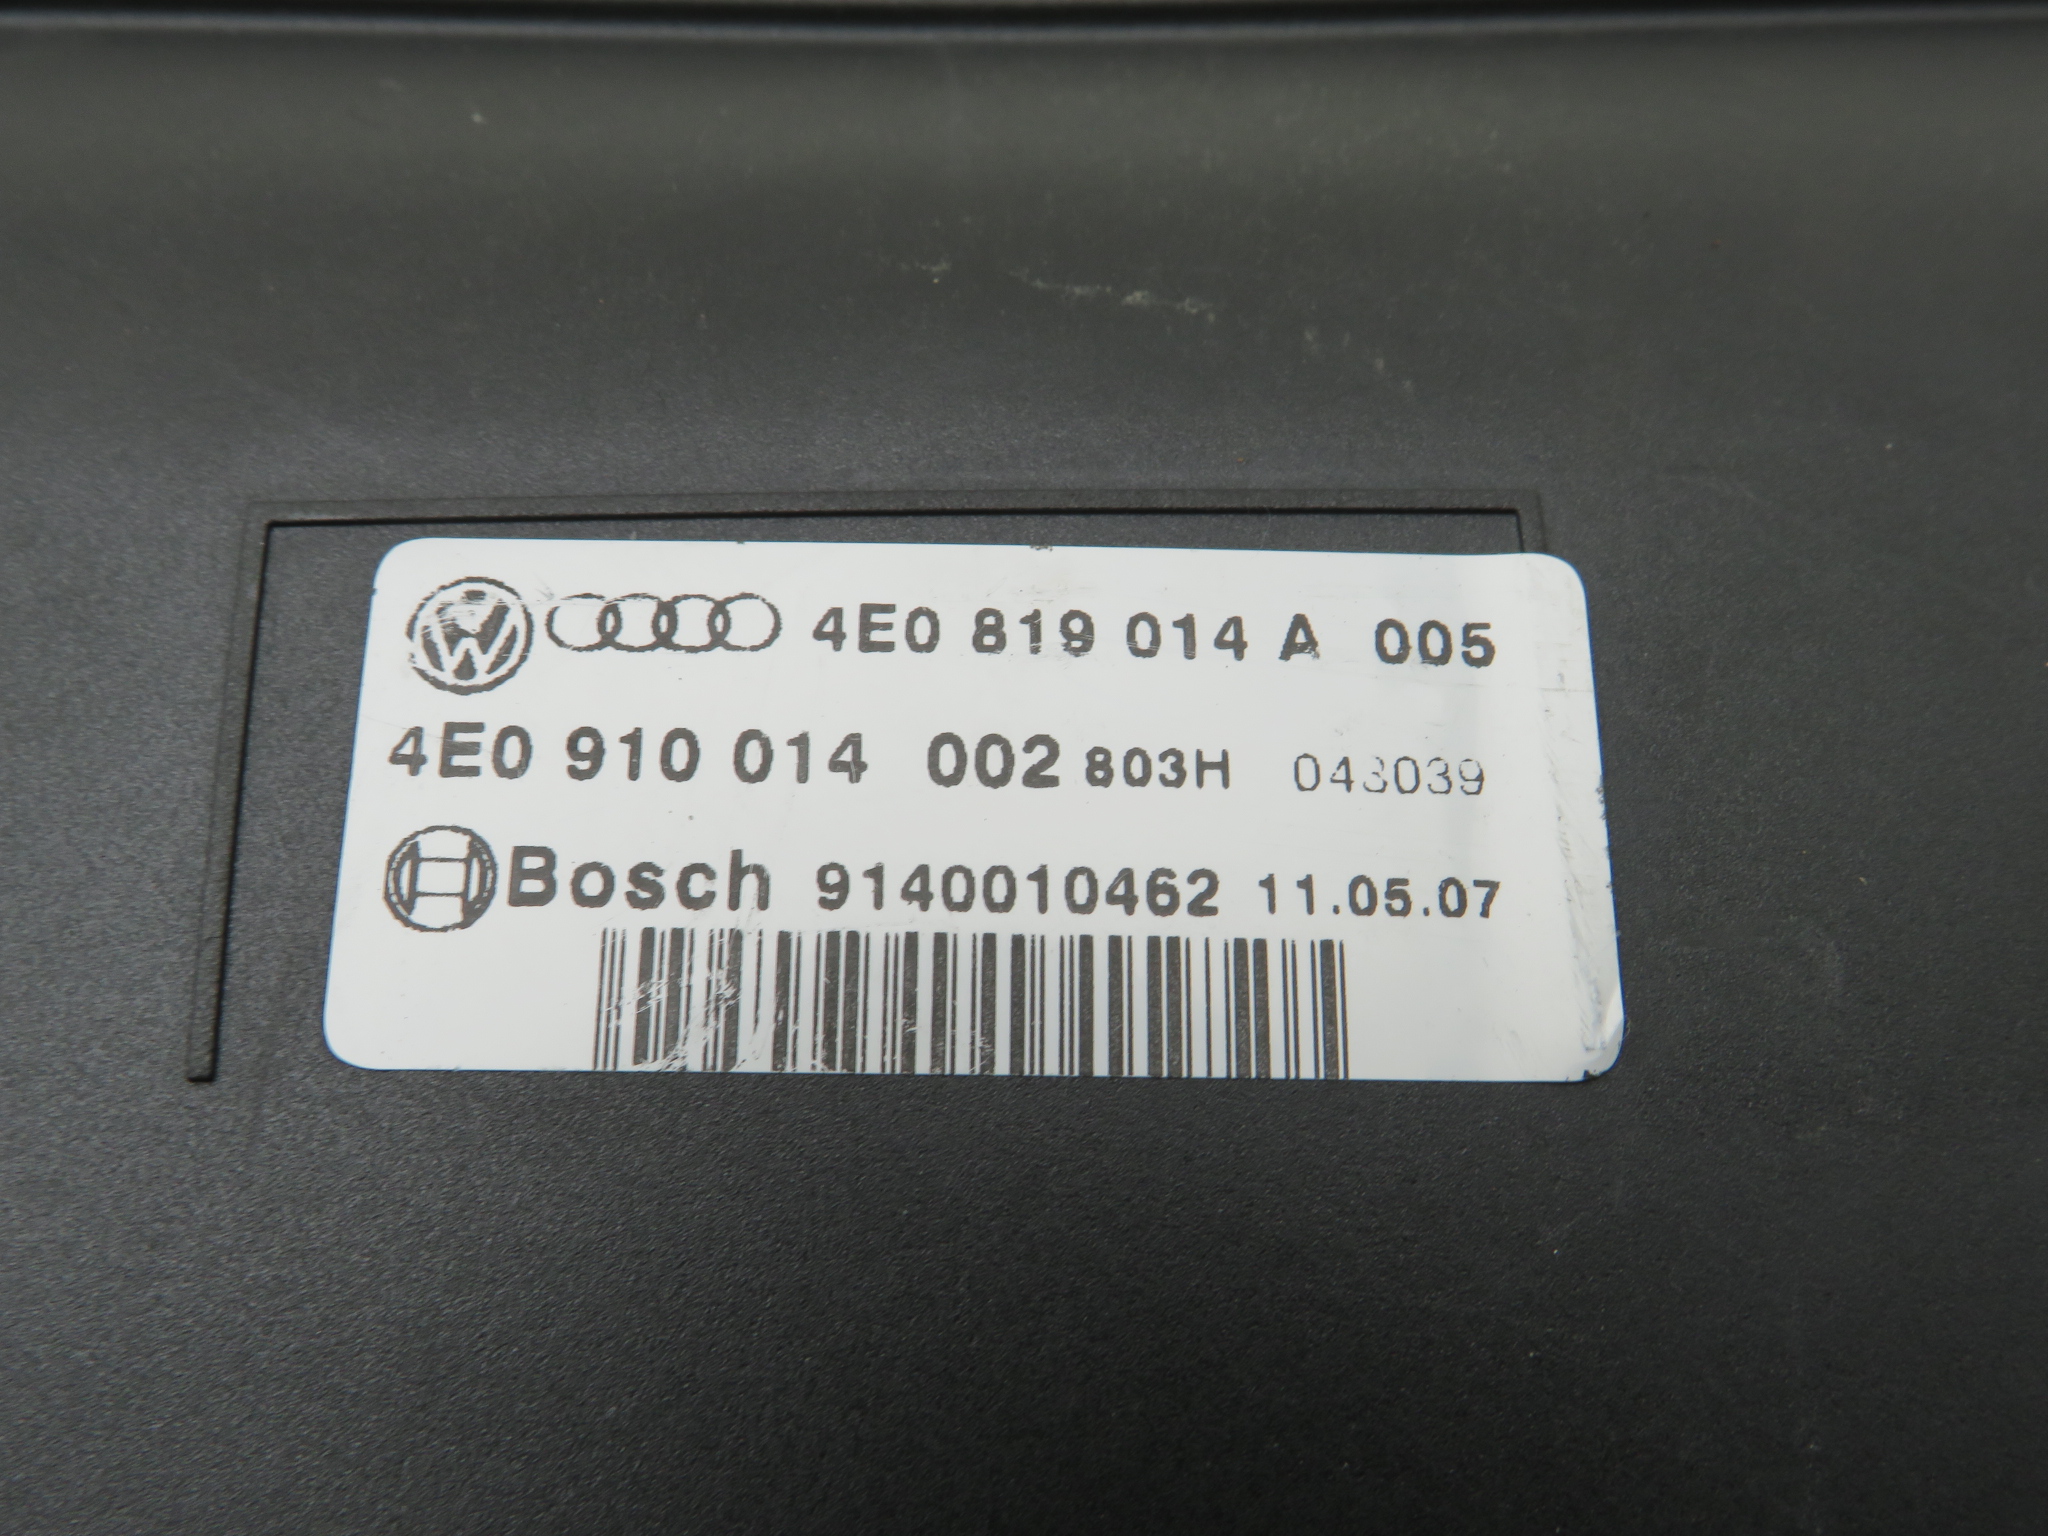 4E0 819 014 A 005
4E0 910 014 002 803H 043039
Bosch 9140010462 11.05.07